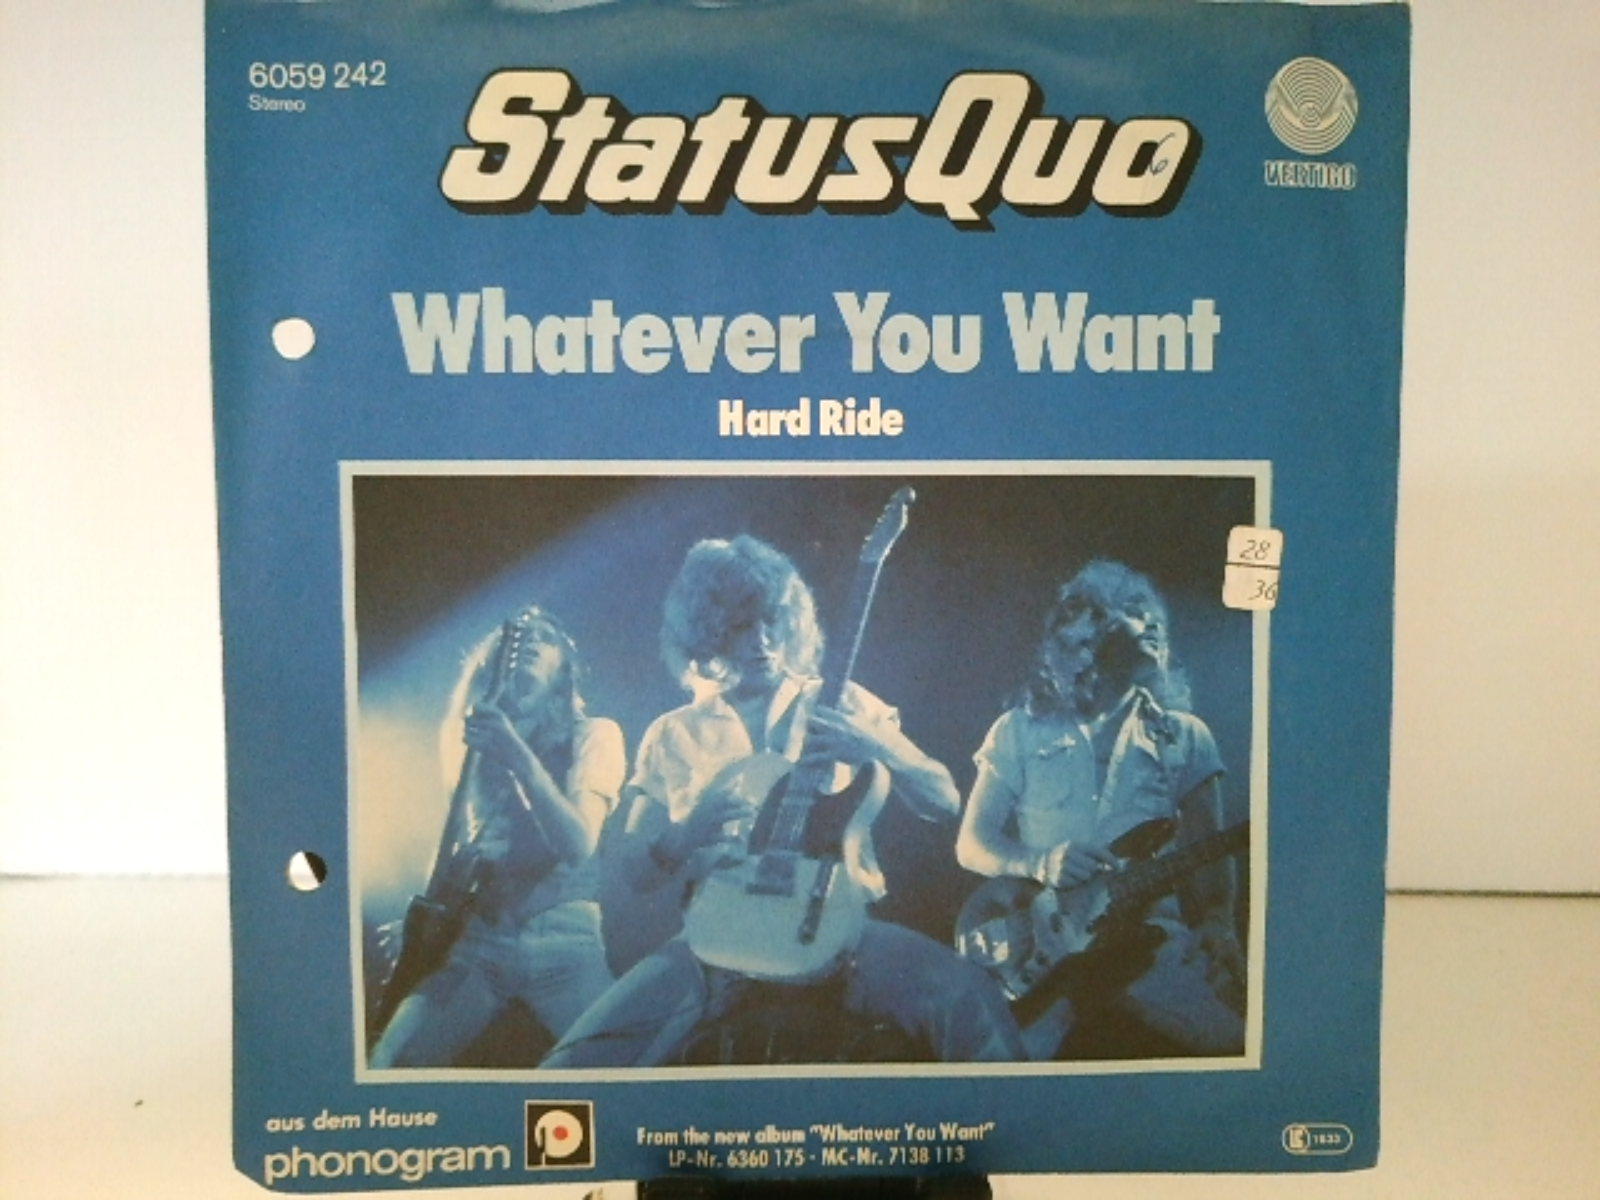 6059 242
Stereo
StatusQuo
6
VERTIGO
Whatever You Want
Hard Ride
28
36
aus dem Hause
phonogram
From the new album "Whatever You Want"
LP-Nr. 6360 175 · MC-Nr. 7138 113